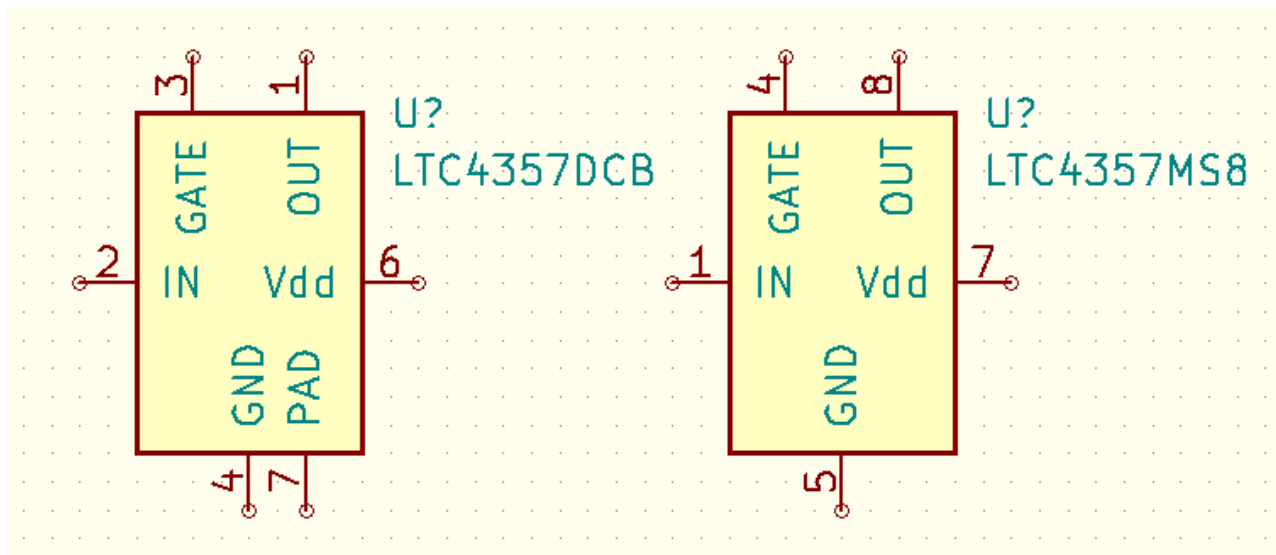 3 1
U?
LTC4357DCB
GATE OUT
2 6
IN Vdd
GND PAD
4 7
4 8
U?
LTC4357MS8
GATE OUT
1 7
IN Vdd
GND
5